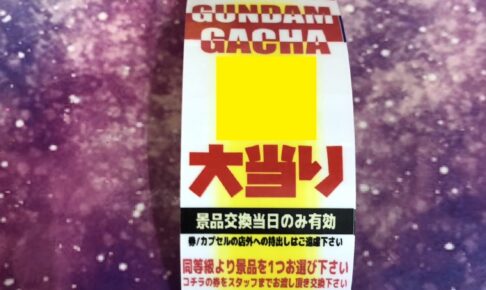 GUNDAM
GACHA
大当り
景品交換当日のみ有効
券/カプセルの店外への持出しはご遠慮下さい
同等級より景品を1つお選び下さい
コチラの券をスタッフまでお渡し頂き交換下さい